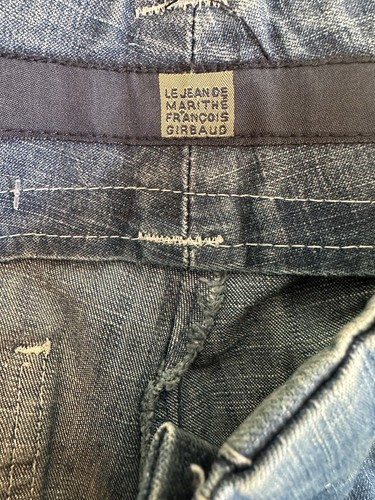 LE JEAN DE
MARITHÉ
+
FRANÇOIS
GIRBAUD